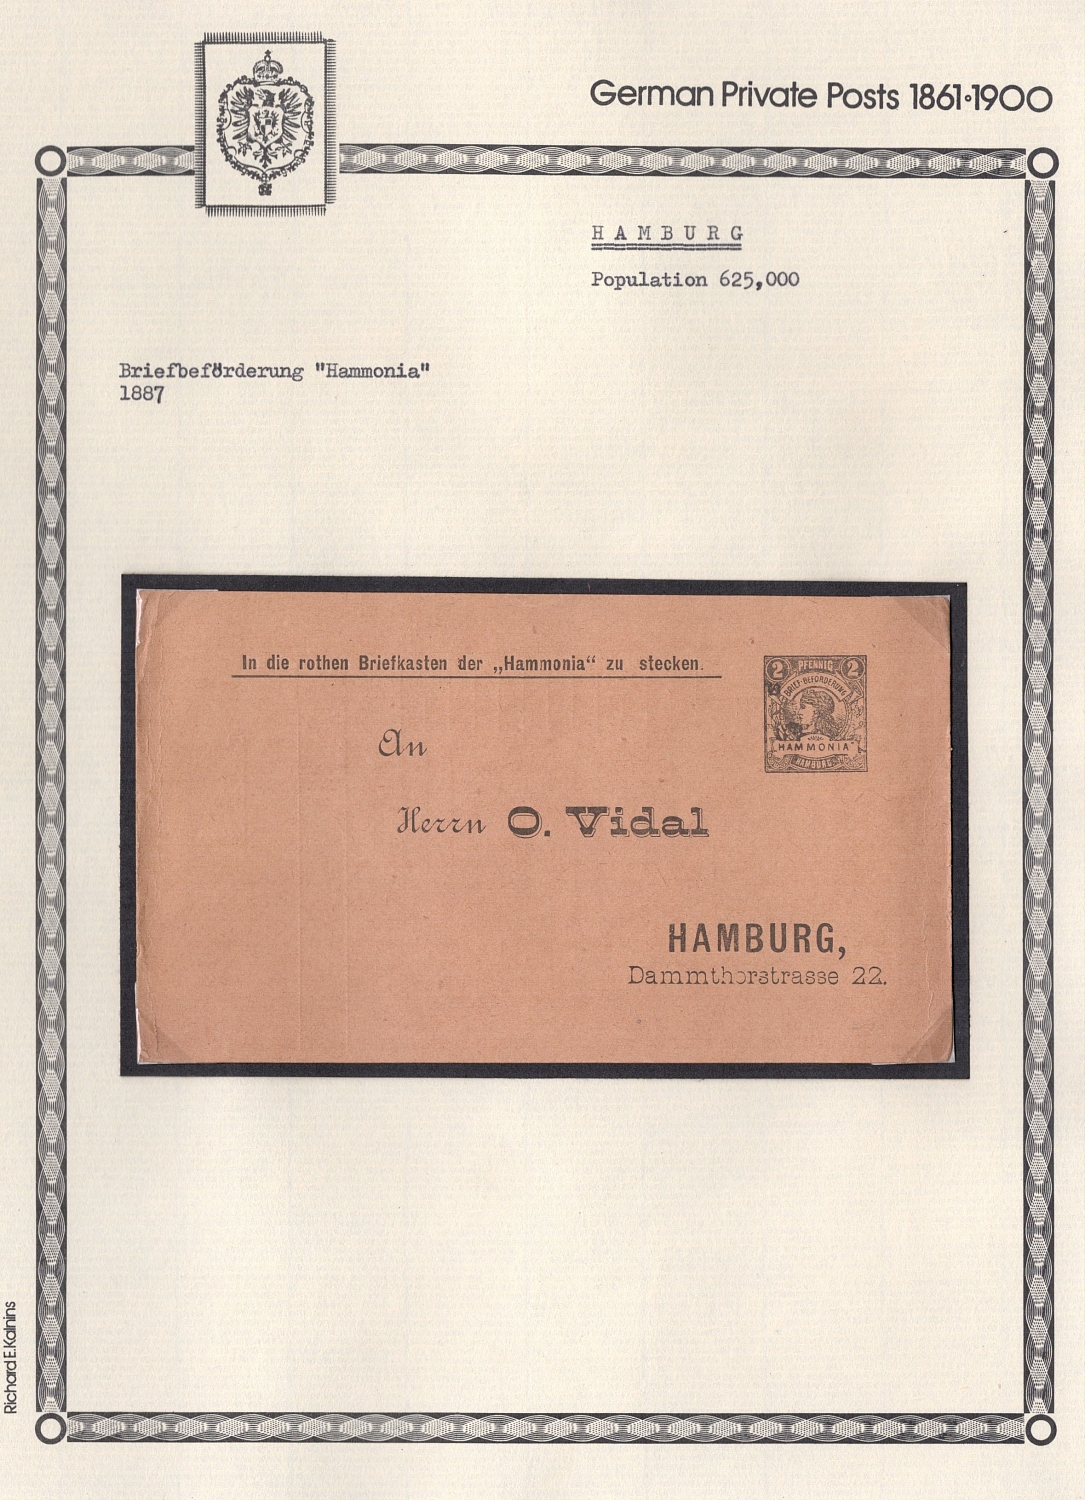 German Private Posts 1861·1900
HAMBURG
Population 625,000
Briefbeförderung "Hammonia"
1887
In die rothen Briefkasten der „Hammonia“ zu stecken.
2 PFENNIG 2
BRIEF-BEFÖRDERUNG
HAMMONIA
HAMBURG
An
Herrn O. Vidal
HAMBURG,
Dammthorstrasse 22.
Richard E. Kalnins